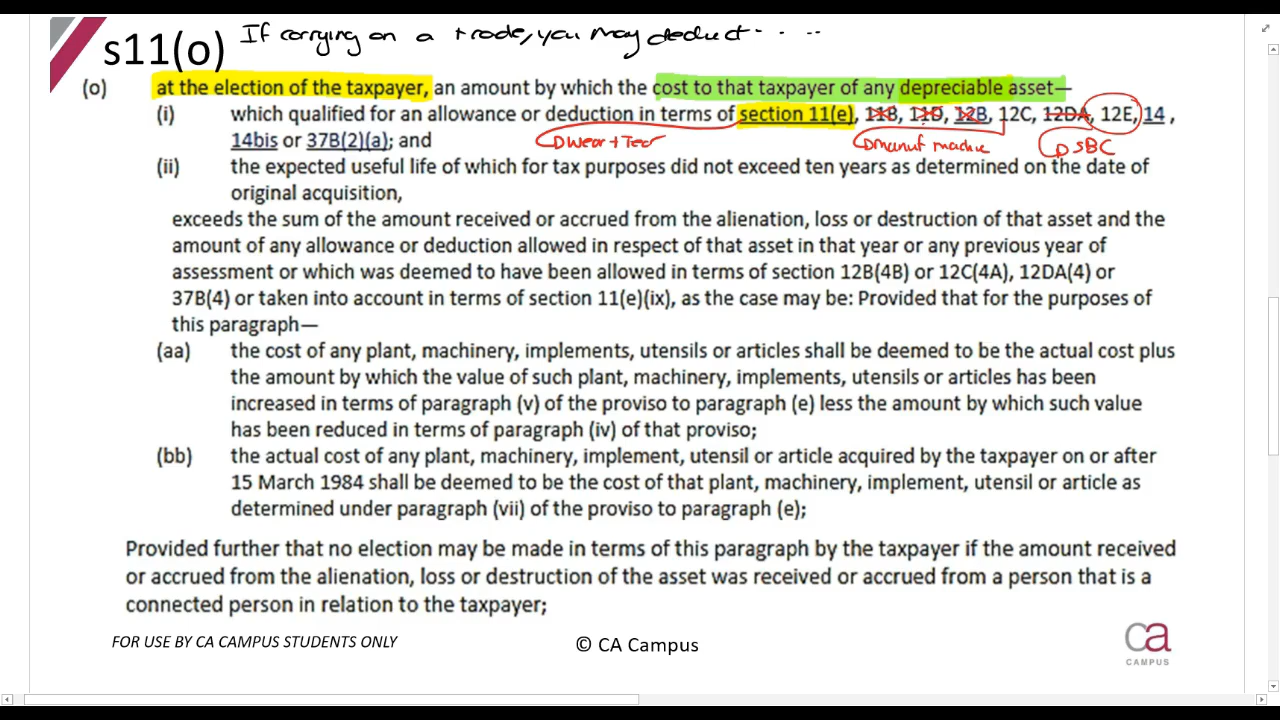 If carrying on a trade, you may deduct.....
s11(o)
(o) at the election of the taxpayer, an amount by which the cost to that taxpayer of any depreciable asset—
(i) which qualified for an allowance or deduction in terms of section 11(e), 11B, 11D, 12B, 12C, 12DA, 12E, 14 ,
14bis or 37B(2)(a); and
wear + Tear
manuf machine
SBC
(ii) the expected useful life of which for tax purposes did not exceed ten years as determined on the date of
original acquisition,
exceeds the sum of the amount received or accrued from the alienation, loss or destruction of that asset and the
amount of any allowance or deduction allowed in respect of that asset in that year or any previous year of
assessment or which was deemed to have been allowed in terms of section 12B(4B) or 12C(4A), 12DA(4) or
37B(4) or taken into account in terms of section 11(e)(ix), as the case may be: Provided that for the purposes of
this paragraph—
(aa) the cost of any plant, machinery, implements, utensils or articles shall be deemed to be the actual cost plus
the amount by which the value of such plant, machinery, implements, utensils or articles has been
increased in terms of paragraph (v) of the proviso to paragraph (e) less the amount by which such value
has been reduced in terms of paragraph (iv) of that proviso;
(bb) the actual cost of any plant, machinery, implement, utensil or article acquired by the taxpayer on or after
15 March 1984 shall be deemed to be the cost of that plant, machinery, implement, utensil or article as
determined under paragraph (vii) of the proviso to paragraph (e);
Provided further that no election may be made in terms of this paragraph by the taxpayer if the amount received
or accrued from the alienation, loss or destruction of the asset was received or accrued from a person that is a
connected person in relation to the taxpayer;
FOR USE BY CA CAMPUS STUDENTS ONLY
© CA Campus
ca
CAMPUS